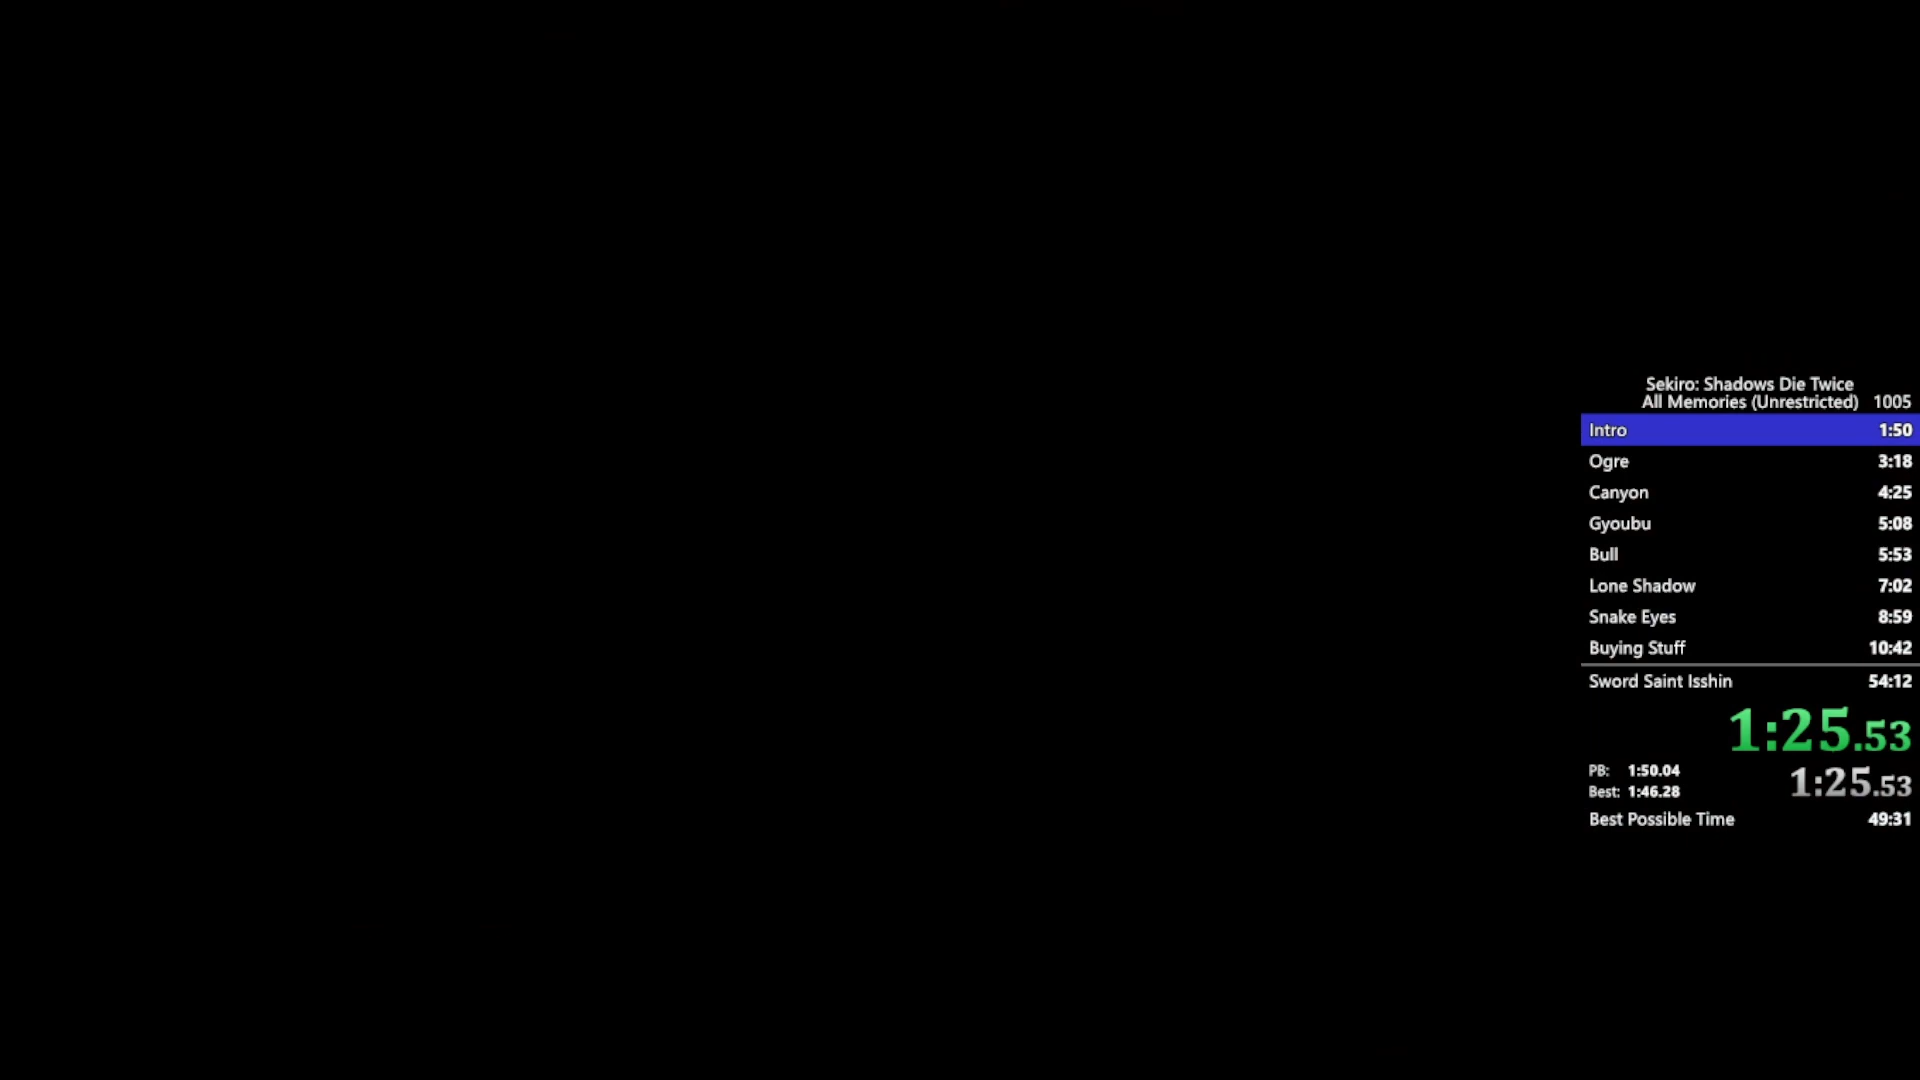 Sekiro: Shadows Die Twice
All Memories (Unrestricted) 1005
Intro 1:50
Ogre 3:18
Canyon 4:25
Gyoubu 5:08
Bull 5:53
Lone Shadow 7:02
Snake Eyes 8:59
Buying Stuff 10:42
Sword Saint Isshin 54:12
1:25.53
PB: 1:50.04
1:25.53
Best: 1:46.28
Best Possible Time 49:31